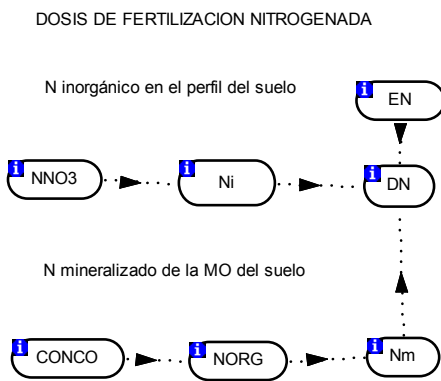 DOSIS DE FERTILIZACION NITROGENADA
N inorgánico en el perfil del suelo
i EN
i NNO3
i Ni
i DN
N mineralizado de la MO del suelo
i CONCO
i NORG
i Nm